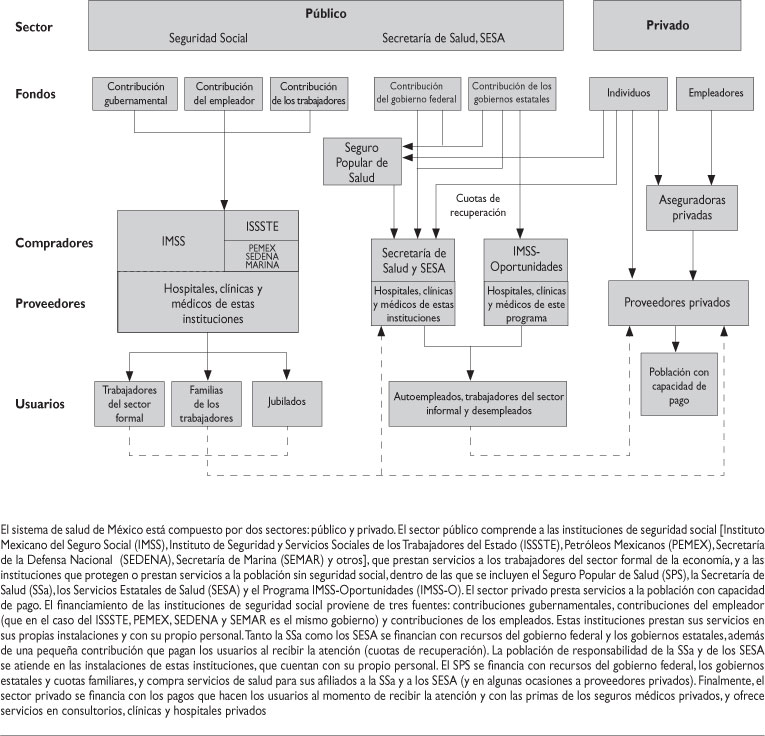 Sector
Público
Seguridad Social
Secretaría de Salud, SESA
Privado
Fondos
Contribución
gubernamental
Contribución
del empleador
Contribución
de los trabajadores
Contribución
del gobierno federal
Contribución de los
gobiernos estatales
Individuos
Empleadores
Seguro
Popular de
Salud
Cuotas de
recuperación
Aseguradoras
privadas
Compradores
IMSS
ISSSTE
PEMEX
SEDENA
MARINA
Secretaría de
Salud y SESA
IMSS-
Oportunidades
Proveedores
Hospitales, clínicas y
médicos de estas
instituciones
Hospitales, clínicas
y médicos de estas
instituciones
Hospitales, clínicas
y médicos de este
programa
Proveedores privados
Usuarios
Trabajadores
del sector
formal
Familias
de los
trabajadores
Jubilados
Autoempleados, trabajadores del sector
informal y desempleados
Población con
capacidad de
pago
El sistema de salud de México está compuesto por dos sectores: público y privado. El sector público comprende a las instituciones de seguridad social [Instituto
Mexicano del Seguro Social (IMSS), Instituto de Seguridad y Servicios Sociales de los Trabajadores del Estado (ISSSTE), Petróleos Mexicanos (PEMEX), Secretaría
de la Defensa Nacional (SEDENA), Secretaría de Marina (SEMAR) y otros], que prestan servicios a los trabajadores del sector formal de la economía, y a las
instituciones que protegen o prestan servicios a la población sin seguridad social, dentro de las que se incluyen el Seguro Popular de Salud (SPS), la Secretaría de
Salud (SSa), los Servicios Estatales de Salud (SESA) y el Programa IMSS-Oportunidades (IMSS-O). El sector privado presta servicios a la población con capacidad
de pago. El financiamiento de las instituciones de seguridad social proviene de tres fuentes: contribuciones gubernamentales, contribuciones del empleador
(que en el caso del ISSSTE, PEMEX, SEDENA y SEMAR es el mismo gobierno) y contribuciones de los empleados. Estas instituciones prestan sus servicios en
sus propias instalaciones y con su propio personal. Tanto la SSa como los SESA se financian con recursos del gobierno federal y los gobiernos estatales, además
de una pequeña contribución que pagan los usuarios al recibir la atención (cuotas de recuperación). La población de responsabilidad de la SSa y de los SESA
se atiende en las instalaciones de estas instituciones, que cuentan con su propio personal. El SPS se financia con recursos del gobierno federal, los gobiernos
estatales y cuotas familiares, y compra servicios de salud para sus afiliados a la SSa y a los SESA (y en algunas ocasiones a proveedores privados). Finalmente, el
sector privado se financia con los pagos que hacen los usuarios al momento de recibir la atención y con las primas de los seguros médicos privados, y ofrece
servicios en consultorios, clínicas y hospitales privados